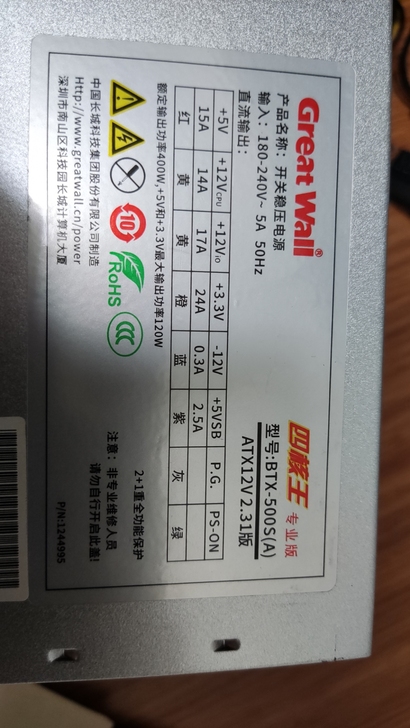 Great Wall®
四核王 专业版
产品名称：开关稳压电源
型号:BTX-500S(A)
输入：180-240V~ 5A 50Hz
ATX12V 2.31版
直流输出：
+5V +12VCPU +12Vio +3.3V -12V +5VSB P.G. PS-ON
15A 14A 17A 24A 0.3A 2.5A
红 黄 黄 橙 蓝 紫 灰 绿
额定输出功率400W,+5V和+3.3V最大输出功率120W
2+1重全功能保护
10
RoHS
CCC
注意：非专业维修人员
请勿自行开启此盖!
中国长城科技集团股份有限公司制造
Http://www.greatwall.cn/power
深圳市南山区科技园长城计算机大厦
P/N:1244995